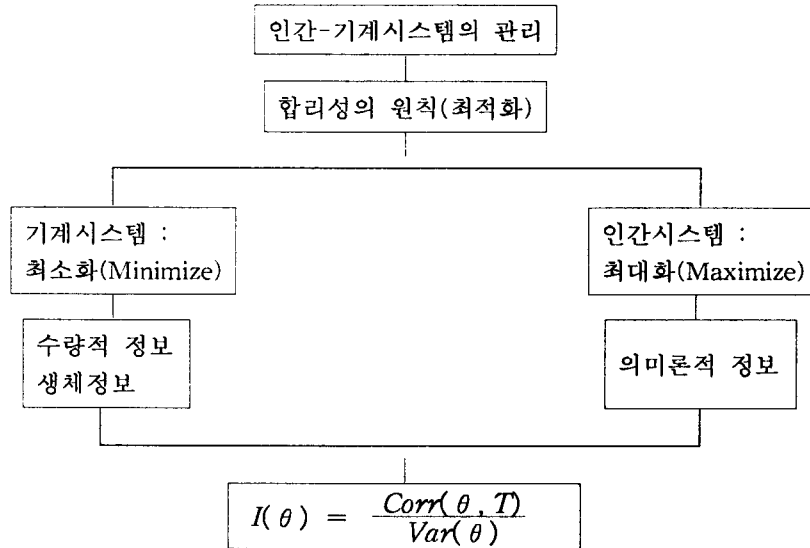 인간-기계시스템의 관리
합리성의 원칙(최적화)
기계시스템 :
최소화(Minimize)
인간시스템 :
최대화(Maximize)
수량적 정보
생체정보
의미론적 정보
I( θ ) = Corr( θ , T) / Var( θ )